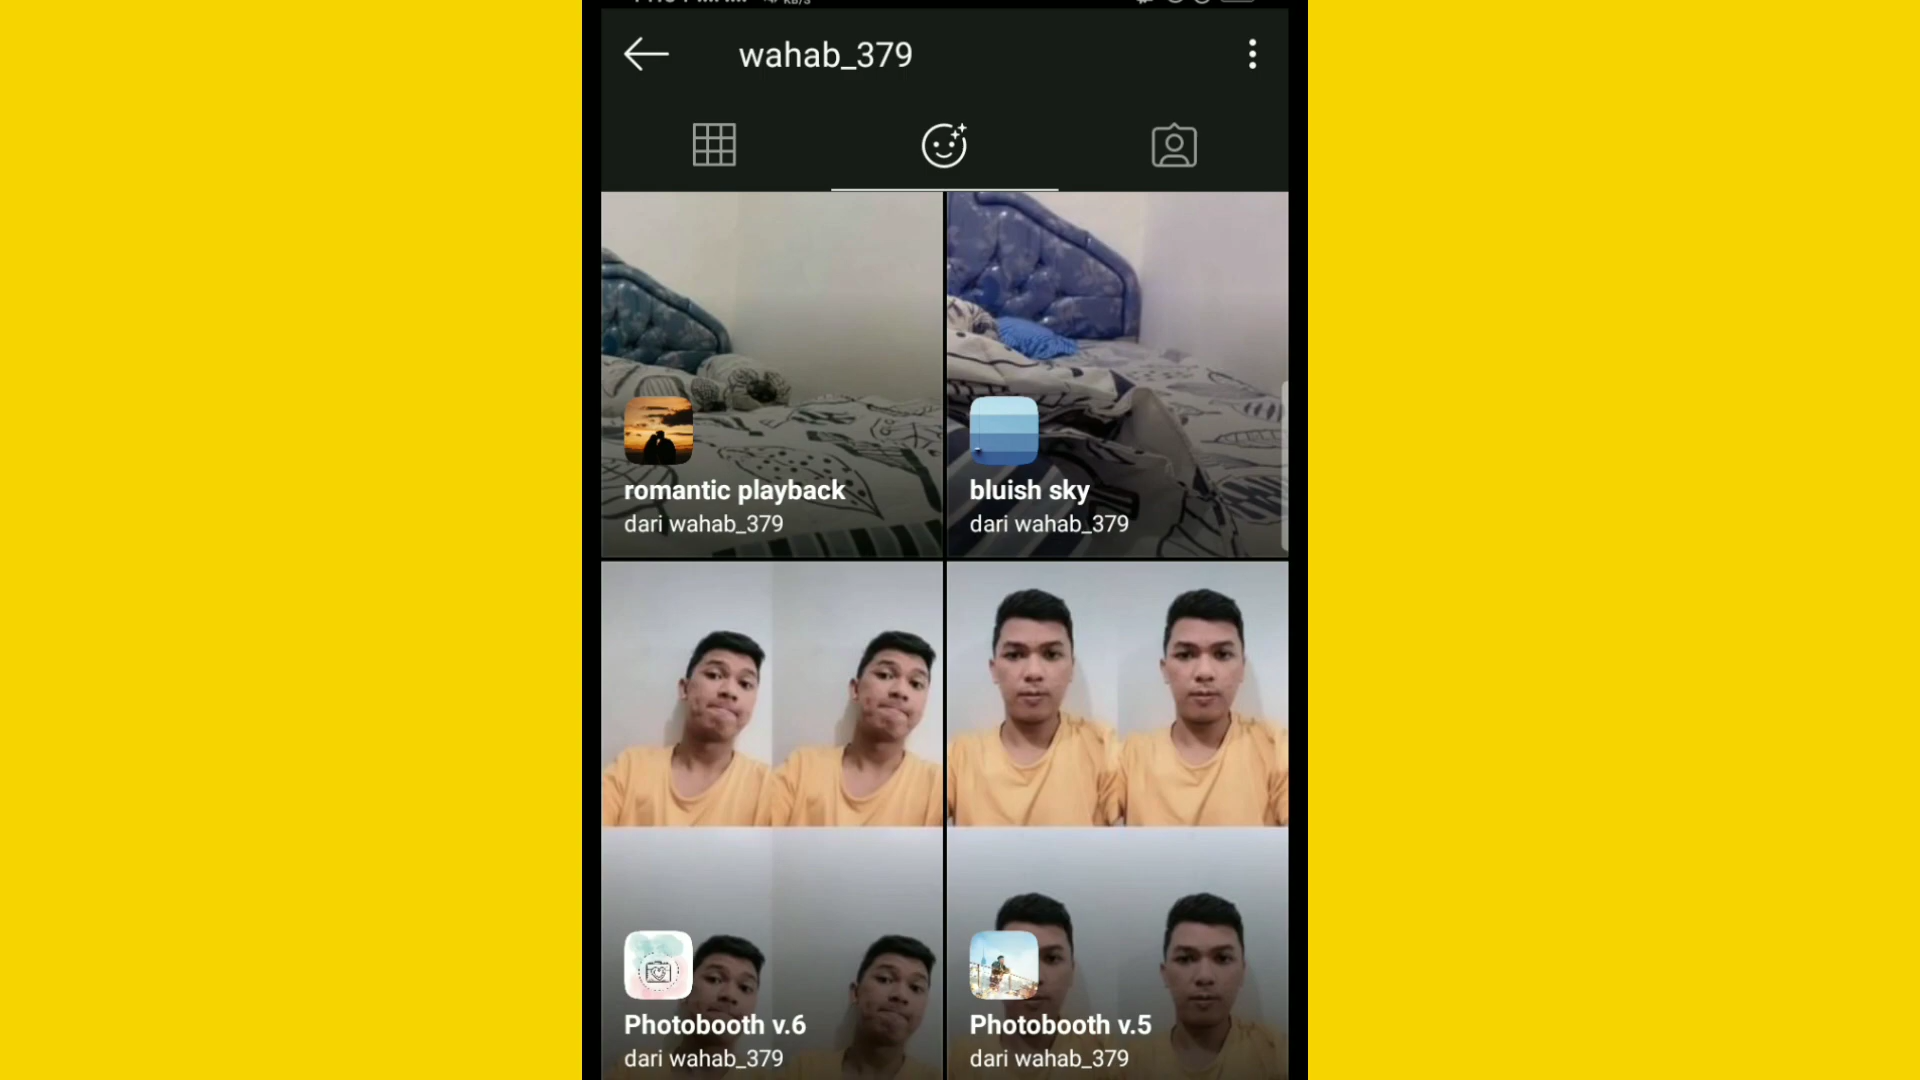 wahab_379
romantic playback
dari wahab_379
bluish sky
dari wahab_379
Photobooth v.6
dari wahab_379
Photobooth v.5
dari wahab_379